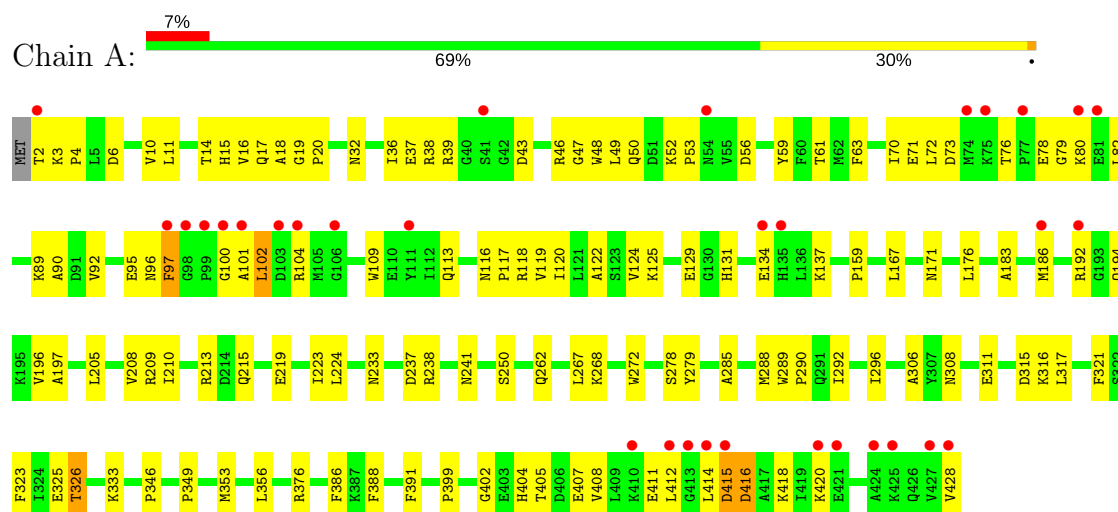 7%
Chain A:
69% 30% •
MET T2 K3 P4 L5 D6 V10 L11 T14 H15 V16 Q17 A18 G19 P20 N32 I36 E37 R38 R39 G40 S41 G42 D43 R46 G47 W48 L49 Q50 D51 K52 P53 N54 V55 D56 Y59 F60 T61 M62 F63 I70 E71 L72 D73 M74 K75 T76 P77 E78 G79 K80 E81 L82
K89 A90 D91 V92 E95 N96 F97 G98 P99 G100 A101 L102 D103 R104 M105 G106 W109 E110 Y111 I112 Q113 N116 P117 R118 V119 I120 L121 A122 S123 V124 K125 E129 G130 H131 E134 H135 L136 K137 P159 L167 N171 L176 A183 M186 R192 G193 Q194
K195 V196 A197 L205 V208 R209 I210 R213 D214 Q215 E219 I223 L224 N233 D237 R238 N241 S250 Q262 L267 K268 W272 S278 Y279 A285 M288 W289 P290 Q291 I292 I296 A306 Y307 N308 E311 D315 K316 L317 F321 S322
F323 I324 E325 T326 K333 P346 P349 M353 L356 R376 F386 K387 F388 F391 P399 G402 E403 H404 T405 D406 E407 V408 L409 K410 E411 L412 G413 L414 D415 D416 A417 K418 I419 K420 E421 A424 K425 Q426 V427 V428